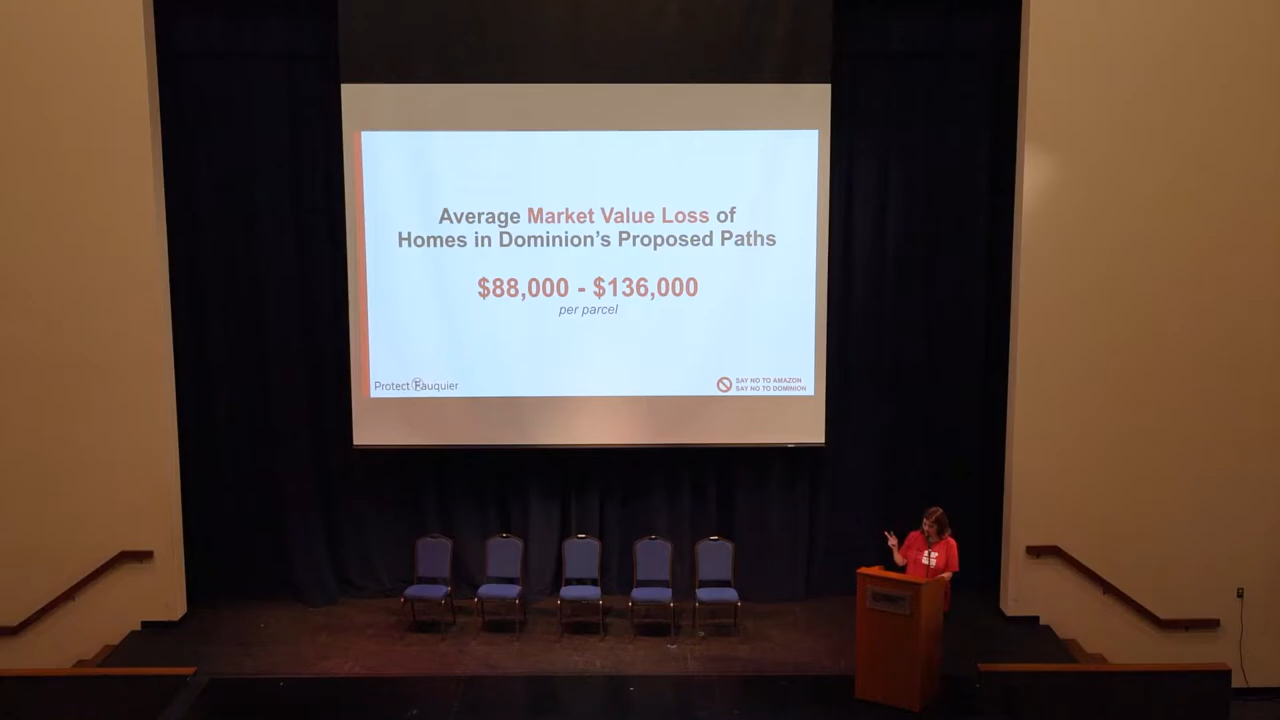 Average Market Value Loss of
Homes in Dominion's Proposed Paths
$88,000 - $136,000
per parcel
Protect Fauquier
SAY NO TO AMAZON
SAY NO TO DOMINION